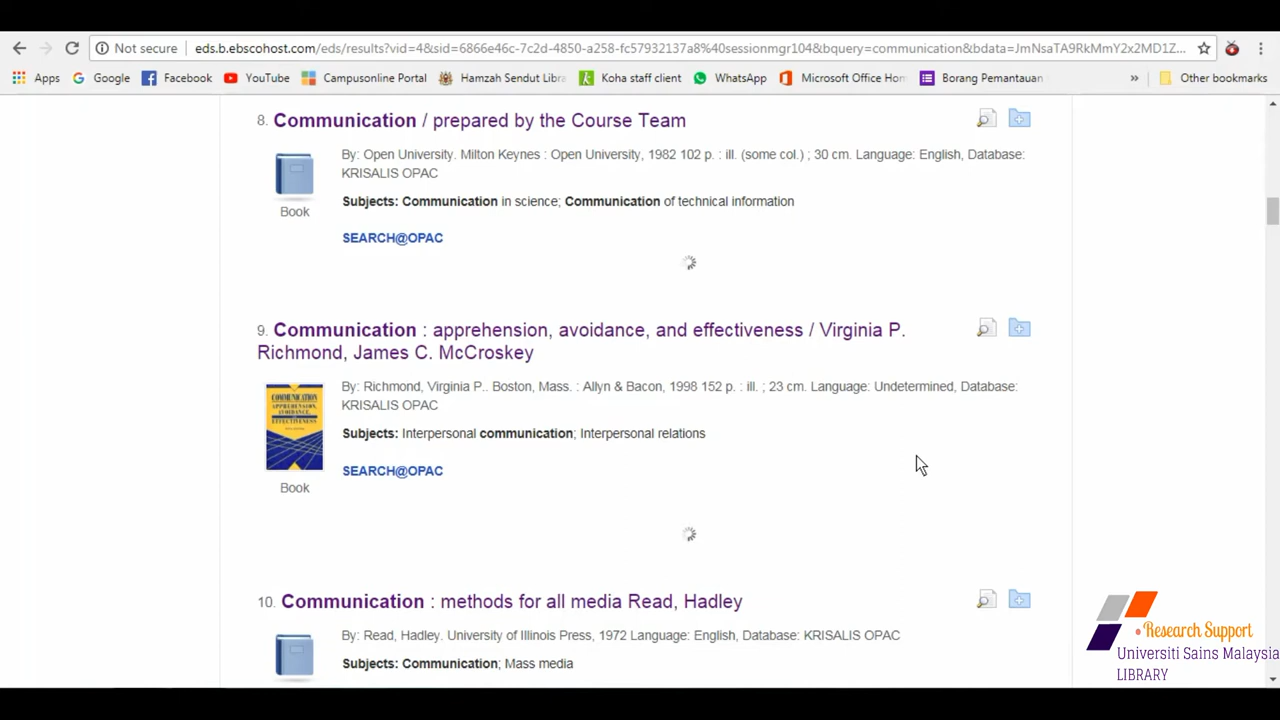 Not secure
eds.b.ebscohost.com/eds/results?vid=4&sid=6866e46c-7c2d-4850-a258-fc57932137a8%40sessionmgr104&bquery=communication&bdata=JmNsaTA9RkMmY2x2MD1Z...
Apps Google Facebook YouTube Campusonline Portal Hamzah Sendut Libra Koha staff client WhatsApp Microsoft Office Hom Borang Pemantauan » Other bookmarks
8. Communication / prepared by the Course Team
By: Open University. Milton Keynes : Open University, 1982 102 p. : ill. (some col.) ; 30 cm. Language: English, Database:
KRISALIS OPAC
Subjects: Communication in science; Communication of technical information
Book
SEARCH@OPAC
9. Communication : apprehension, avoidance, and effectiveness / Virginia P.
Richmond, James C. McCroskey
By: Richmond, Virginia P.. Boston, Mass. : Allyn & Bacon, 1998 152 p. : ill. ; 23 cm. Language: Undetermined, Database:
KRISALIS OPAC
COMMUNICATION
APPREHENSION,
AVOIDANCE,
AND
EFFECTIVENESS
Subjects: Interpersonal communication; Interpersonal relations
SEARCH@OPAC
Book
10. Communication : methods for all media Read, Hadley
By: Read, Hadley. University of Illinois Press, 1972 Language: English, Database: KRISALIS OPAC
Subjects: Communication; Mass media
Research Support
Universiti Sains Malaysia
LIBRARY